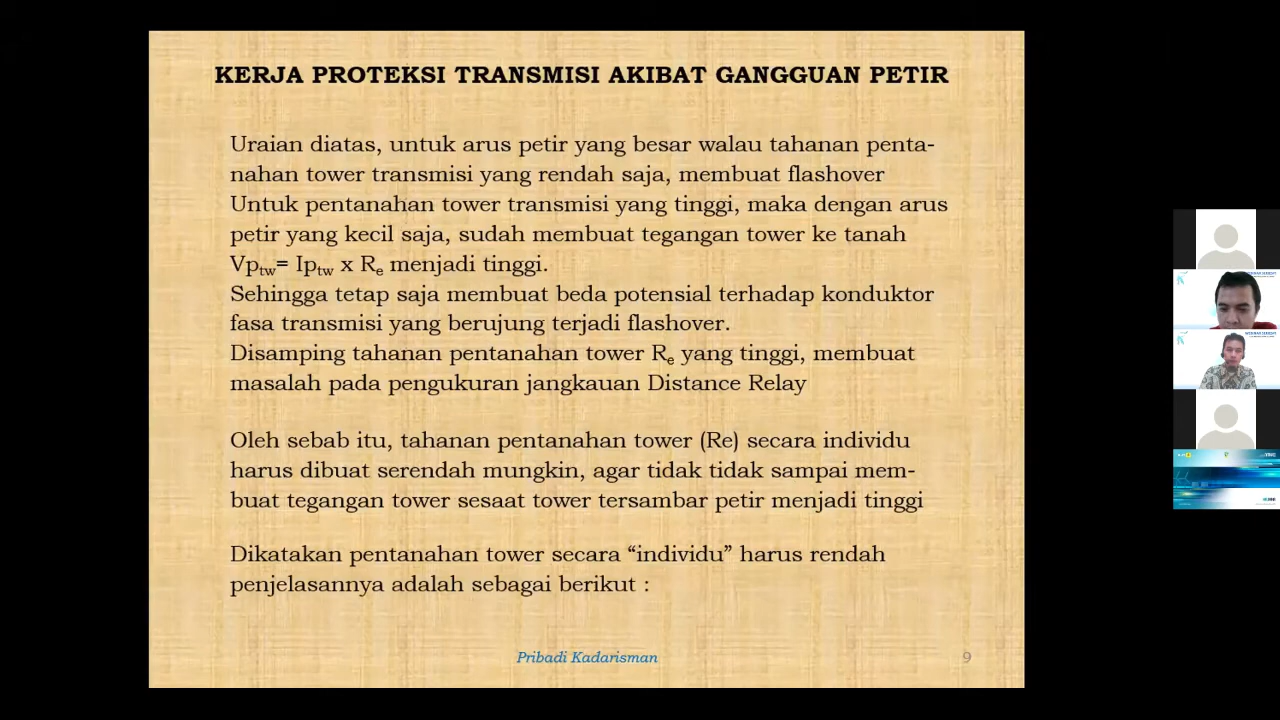 KERJA PROTEKSI TRANSMISI AKIBAT GANGGUAN PETIR
Uraian diatas, untuk arus petir yang besar walau tahanan penta-
nahan tower transmisi yang rendah saja, membuat flashover
Untuk pentanahan tower transmisi yang tinggi, maka dengan arus
petir yang kecil saja, sudah membuat tegangan tower ke tanah
Vptw= Iptw x Re menjadi tinggi.
Sehingga tetap saja membuat beda potensial terhadap konduktor
fasa transmisi yang berujung terjadi flashover.
Disamping tahanan pentanahan tower Re yang tinggi, membuat
masalah pada pengukuran jangkauan Distance Relay
Oleh sebab itu, tahanan pentanahan tower (Re) secara individu
harus dibuat serendah mungkin, agar tidak tidak sampai mem-
buat tegangan tower sesaat tower tersambar petir menjadi tinggi
Dikatakan pentanahan tower secara “individu” harus rendah
penjelasannya adalah sebagai berikut :
Pribadi Kadarisman
9